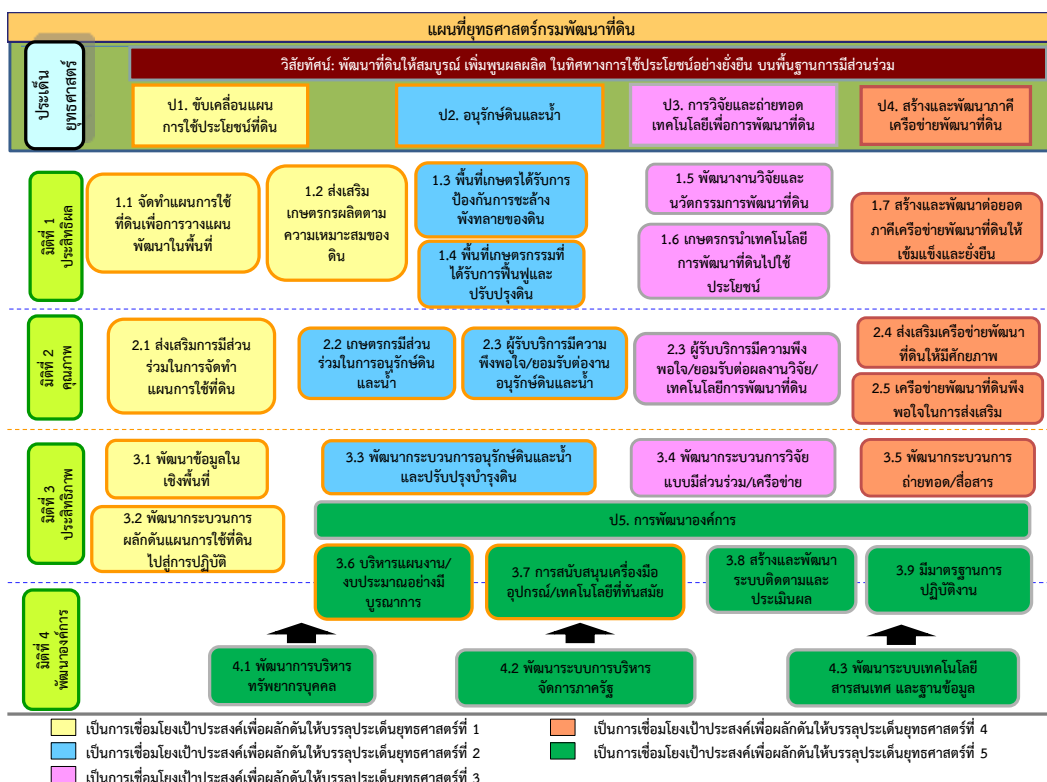 แผนที่ยุทธศาสตร์กรมพัฒนาที่ดิน
ประเด็น
ยุทธศาสตร์
วิสัยทัศน์: พัฒนาที่ดินให้สมบูรณ์ เพิ่มพูนผลผลิต ในทิศทางการใช้ประโยชน์อย่างยั่งยืน บนพื้นฐานการมีส่วนร่วม
ป1. ขับเคลื่อนแผน
การใช้ประโยชน์ที่ดิน
ป2. อนุรักษ์ดินและน้ำ
ป3. การวิจัยและถ่ายทอด
เทคโนโลยีเพื่อการพัฒนาที่ดิน
ป4. สร้างและพัฒนาภาคี
เครือข่ายพัฒนาที่ดิน
มิติที่ 1
ประสิทธิผล
1.1 จัดทำแผนการใช้
ที่ดินเพื่อการวางแผน
พัฒนาในพื้นที่
1.2 ส่งเสริม
เกษตรกรผลิตตาม
ความเหมาะสมของ
ดิน
1.3 พื้นที่เกษตรได้รับการ
ป้องกันการชะล้าง
พังทลายของดิน
1.4 พื้นที่เกษตรกรรมที่
ได้รับการฟื้นฟูและ
ปรับปรุงดิน
1.5 พัฒนางานวิจัยและ
นวัตกรรมการพัฒนาที่ดิน
1.6 เกษตรกรนำเทคโนโลยี
การพัฒนาที่ดินไปใช้
ประโยชน์
1.7 สร้างและพัฒนาต่อยอด
ภาคีเครือข่ายพัฒนาที่ดินให้
เข้มแข็งและยั่งยืน
มิติที่ 2
คุณภาพ
2.1 ส่งเสริมการมีส่วน
ร่วมในการจัดทำ
แผนการใช้ที่ดิน
2.2 เกษตรกรมีส่วน
ร่วมในการอนุรักษ์ดิน
และน้ำ
2.3 ผู้รับบริการมีความ
พึงพอใจ/ยอมรับต่องาน
อนุรักษ์ดินและน้ำ
2.3 ผู้รับบริการมีความพึง
พอใจ/ยอมรับต่อผลงานวิจัย/
เทคโนโลยีการพัฒนาที่ดิน
2.4 ส่งเสริมเครือข่ายพัฒนา
ที่ดินให้มีศักยภาพ
2.5 เครือข่ายพัฒนาที่ดินพึง
พอใจในการส่งเสริม
มิติที่ 3
ประสิทธิภาพ
3.1 พัฒนาข้อมูลใน
เชิงพื้นที่
3.2 พัฒนากระบวนการ
ผลักดันแผนการใช้ที่ดิน
ไปสู่การปฏิบัติ
3.3 พัฒนากระบวนการอนุรักษ์ดินและน้ำ
และปรับปรุงบำรุงดิน
3.4 พัฒนากระบวนการวิจัย
แบบมีส่วนร่วม/เครือข่าย
3.5 พัฒนากระบวนการ
ถ่ายทอด/สื่อสาร
ป5. การพัฒนาองค์การ
3.6 บริหารแผนงาน/
งบประมาณอย่างมี
บูรณาการ
3.7 การสนับสนุนเครื่องมือ
อุปกรณ์/เทคโนโลยีที่ทันสมัย
3.8 สร้างและพัฒนา
ระบบติดตามและ
ประเมินผล
3.9 มีมาตรฐานการ
ปฏิบัติงาน
มิติที่ 4
พัฒนาองค์การ
4.1 พัฒนาการบริหาร
ทรัพยากรบุคคล
4.2 พัฒนาระบบการบริหาร
จัดการภาครัฐ
4.3 พัฒนาระบบเทคโนโลยี
สารสนเทศ และฐานข้อมูล
เป็นการเชื่อมโยงเป้าประสงค์เพื่อผลักดันให้บรรลุประเด็นยุทธศาสตร์ที่ 1
เป็นการเชื่อมโยงเป้าประสงค์เพื่อผลักดันให้บรรลุประเด็นยุทธศาสตร์ที่ 4
เป็นการเชื่อมโยงเป้าประสงค์เพื่อผลักดันให้บรรลุประเด็นยุทธศาสตร์ที่ 2
เป็นการเชื่อมโยงเป้าประสงค์เพื่อผลักดันให้บรรลุประเด็นยุทธศาสตร์ที่ 5
เป็นการเชื่อมโยงเป้าประสงค์เพื่อผลักดันให้บรรลุประเด็นยุทธศาสตร์ที่ 3